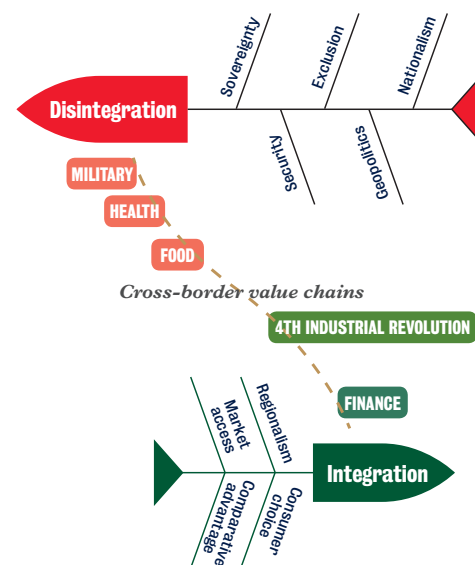 Sovereignty
Exclusion
Nationalism
Disintegration
Security
Geopolitics
MILITARY
HEALTH
FOOD
Cross-border value chains
4TH INDUSTRIAL REVOLUTION
FINANCE
Market
access
Regionalism
Integration
Comparative
advantage
Consumer
choice